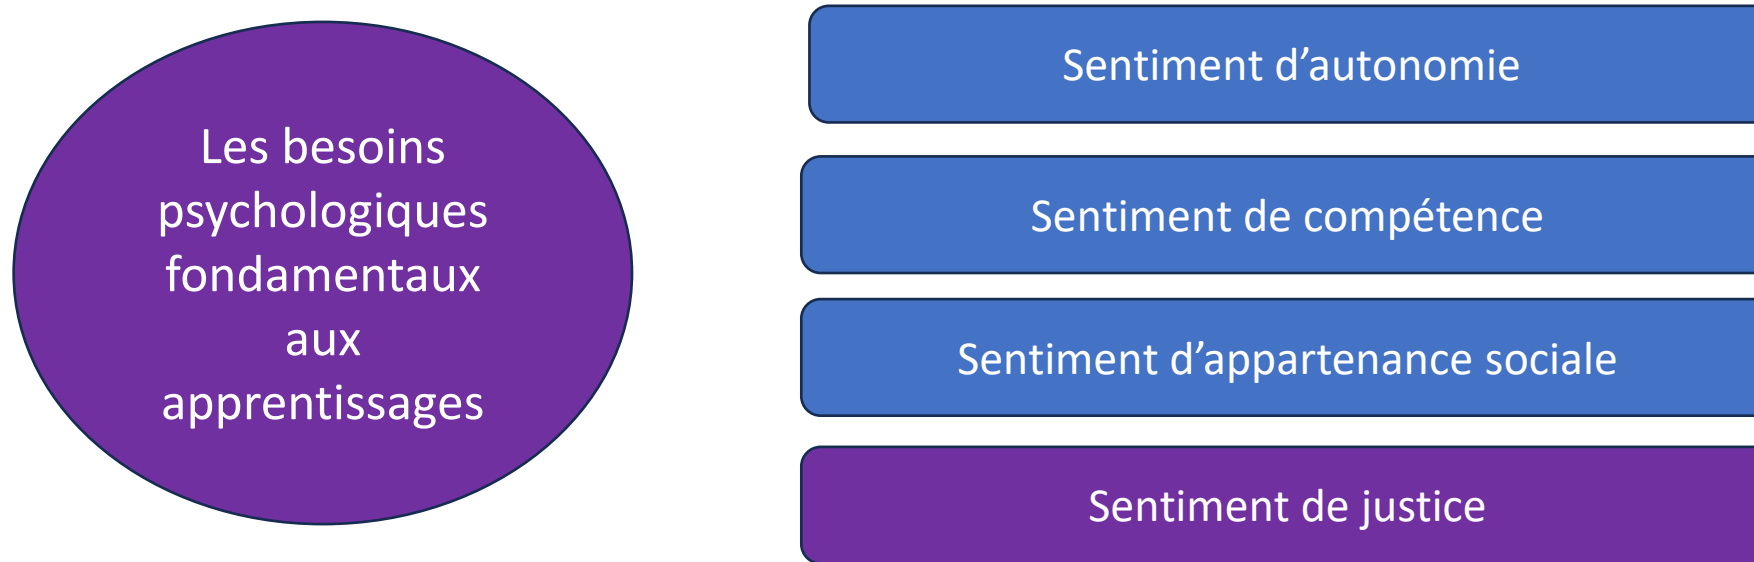 Les besoins
psychologiques
fondamentaux
aux
apprentissages
Sentiment d’autonomie
Sentiment de compétence
Sentiment d’appartenance sociale
Sentiment de justice